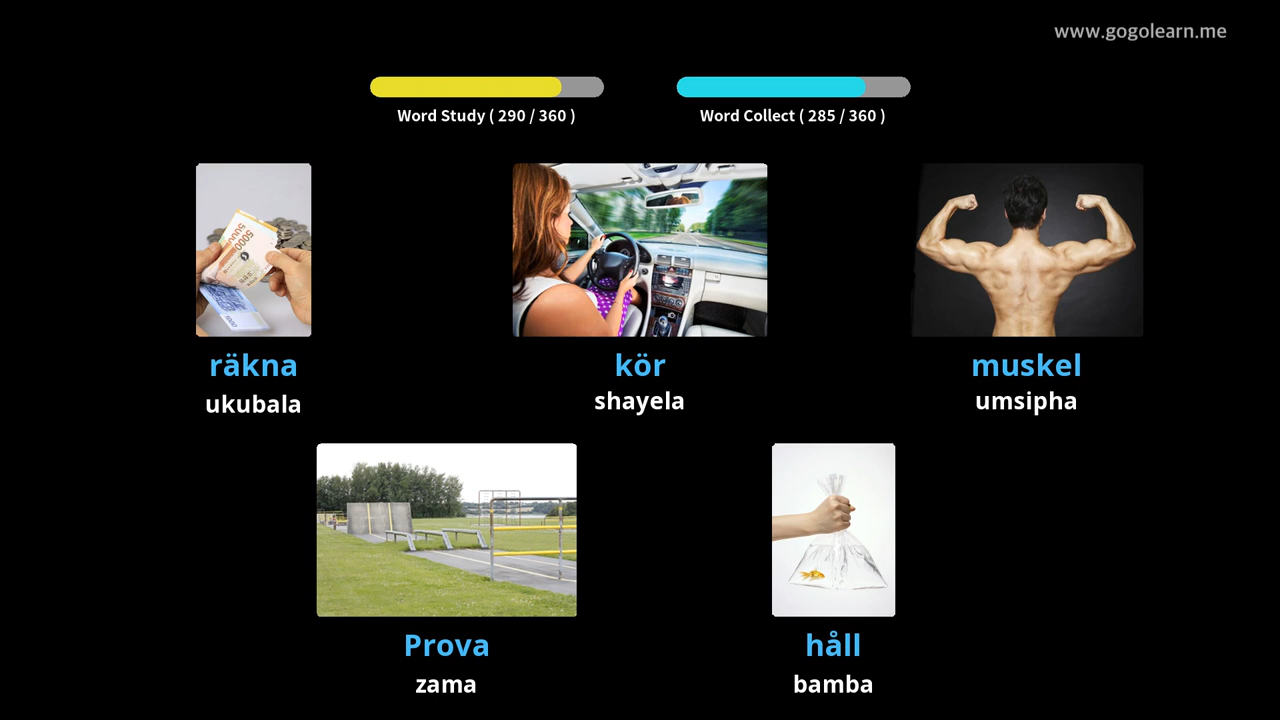 www.gogolearn.me
Word Study ( 290 / 360 )
Word Collect ( 285 / 360 )
räkna
ukubala
kör
shayela
muskel
umsipha
Prova
zama
håll
bamba